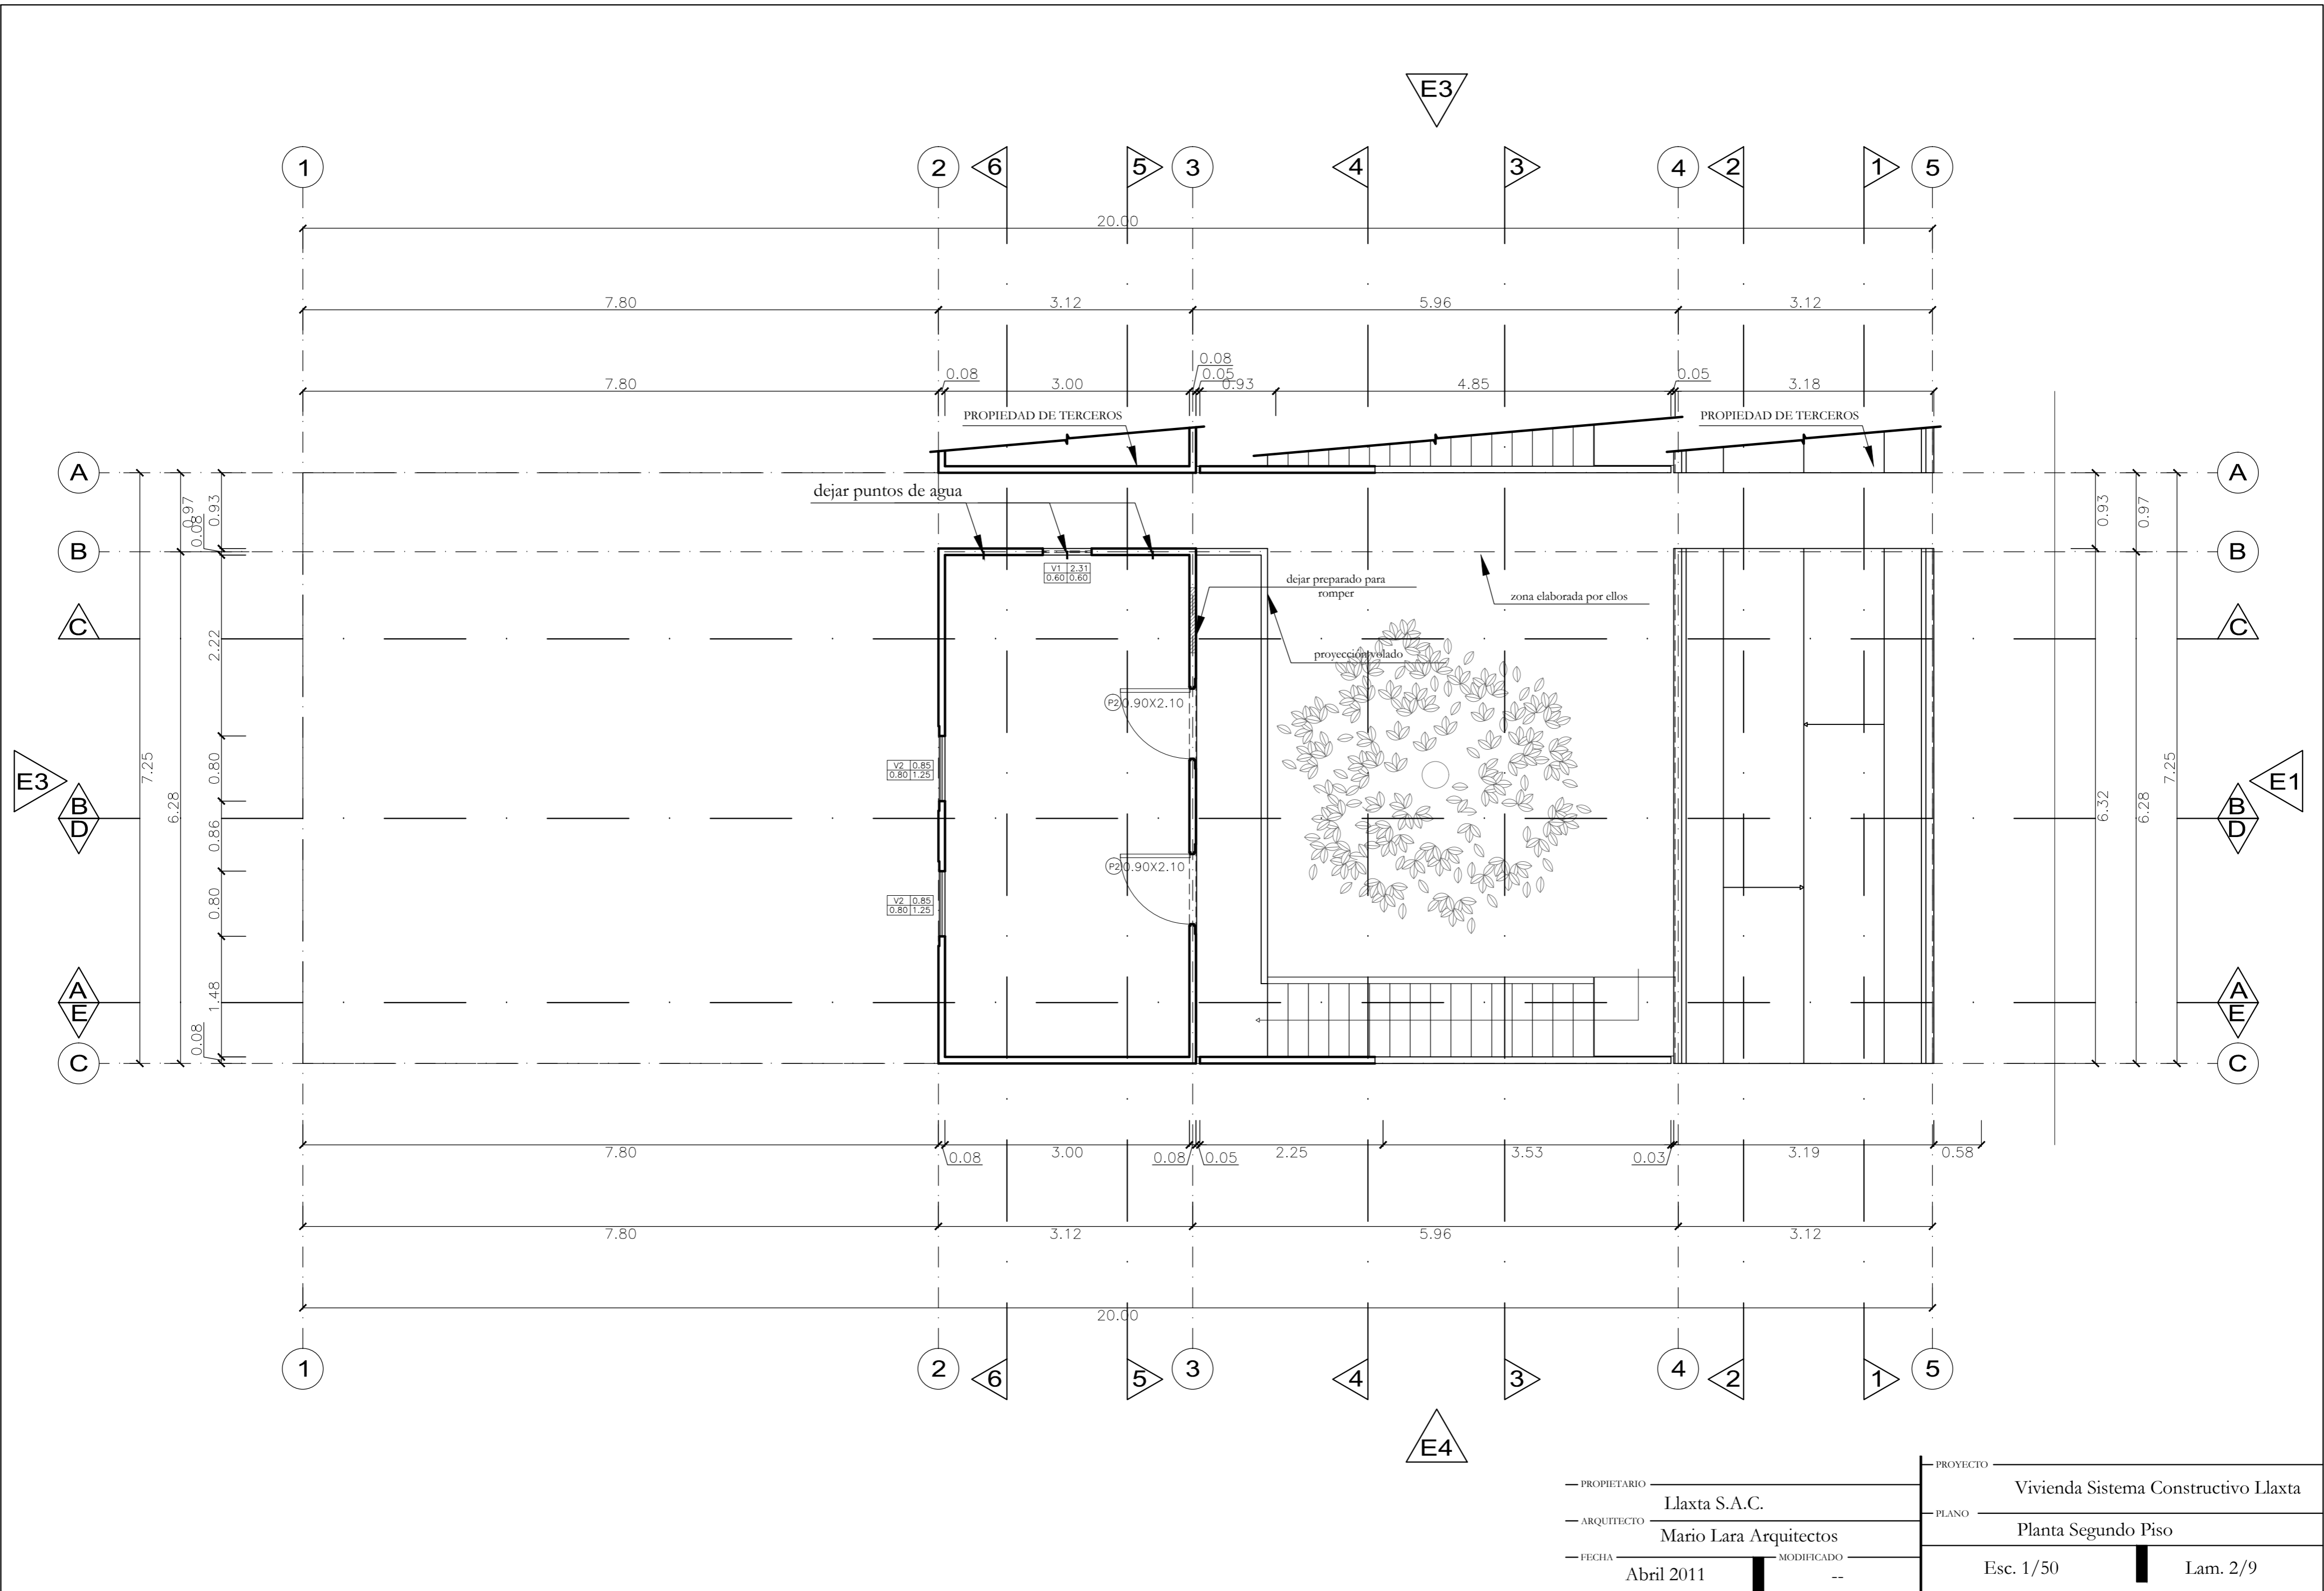 E3
1
2
6
5
3
4
3
4
2
1
5
20.00
7.80
3.12
5.96
3.12
7.80
0.08
3.00
0.08
0.05
0.93
4.85
0.05
3.18
PROPIEDAD DE TERCEROS
PROPIEDAD DE TERCEROS
A
A
0.97
0.08
0.93
0.93
0.97
dejar puntos de agua
B
B
V1 2.31
0.60 0.60
dejar preparado para
romper
zona elaborada por ellos
C
C
2.22
proyección volado
P2 0.90X2.10
E3
7.25
6.28
0.80
V2 0.85
0.80 1.25
7.25
6.32
6.28
E1
B
D
B
D
0.86
P2 0.90X2.10
0.80
V2 0.85
0.80 1.25
A
E
A
E
1.48
0.08
C
C
7.80
0.08
3.00
0.08
0.05
2.25
3.53
0.03
3.19
0.58
7.80
3.12
5.96
3.12
20.00
1
2
6
5
3
4
3
4
2
1
5
E4
PROPIETARIO
Llaxta S.A.C.
ARQUITECTO
Mario Lara Arquitectos
FECHA
Abril 2011
MODIFICADO
--
PROYECTO
Vivienda Sistema Constructivo Llaxta
PLANO
Planta Segundo Piso
Esc. 1/50
Lam. 2/9